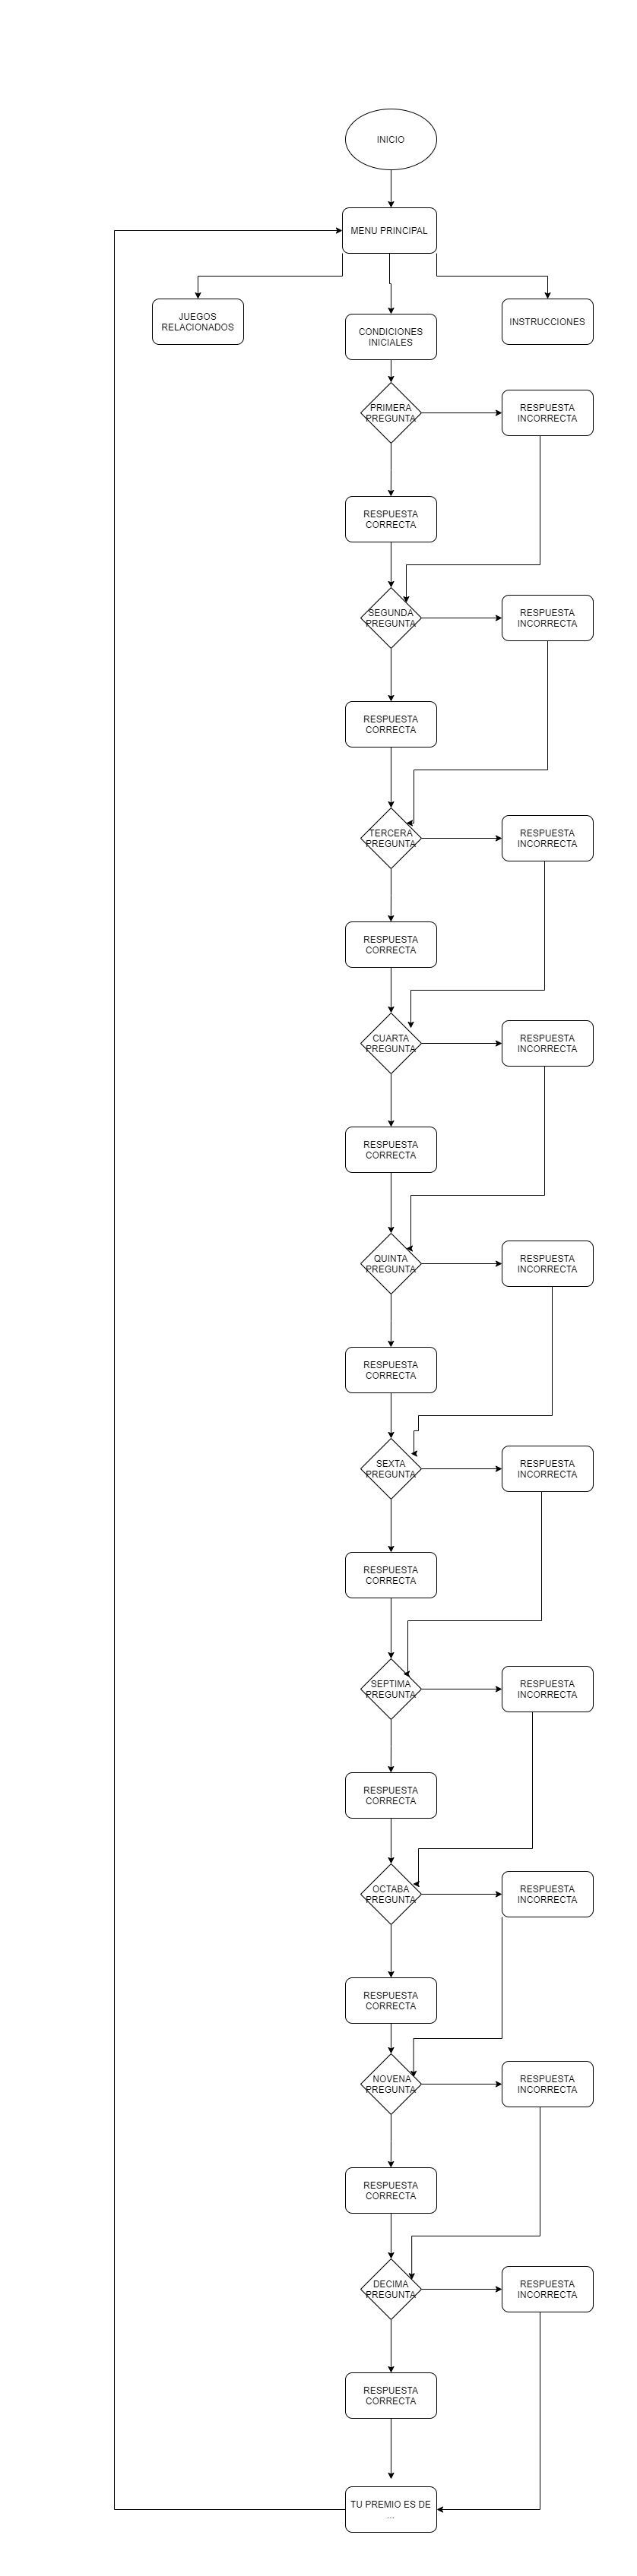 INICIO
MENU PRINCIPAL
JUEGOS
RELACIONADOS
CONDICIONES
INICIALES
INSTRUCCIONES
PRIMERA
PREGUNTA
RESPUESTA
INCORRECTA
RESPUESTA
CORRECTA
SEGUNDA
PREGUNTA
RESPUESTA
INCORRECTA
RESPUESTA
CORRECTA
TERCERA
PREGUNTA
RESPUESTA
INCORRECTA
RESPUESTA
CORRECTA
CUARTA
PREGUNTA
RESPUESTA
INCORRECTA
RESPUESTA
CORRECTA
QUINTA
PREGUNTA
RESPUESTA
INCORRECTA
RESPUESTA
CORRECTA
SEXTA
PREGUNTA
RESPUESTA
INCORRECTA
RESPUESTA
CORRECTA
SEPTIMA
PREGUNTA
RESPUESTA
INCORRECTA
RESPUESTA
CORRECTA
OCTABA
PREGUNTA
RESPUESTA
INCORRECTA
RESPUESTA
CORRECTA
NOVENA
PREGUNTA
RESPUESTA
INCORRECTA
RESPUESTA
CORRECTA
DECIMA
PREGUNTA
RESPUESTA
INCORRECTA
RESPUESTA
CORRECTA
TU PREMIO ES DE
...